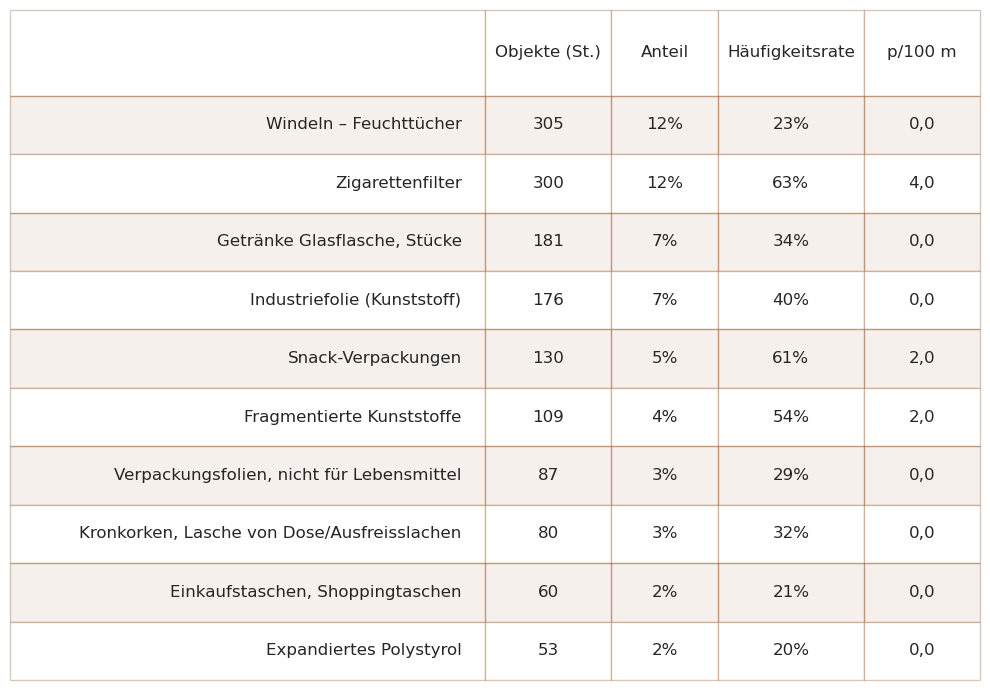 Objekte (St.) Anteil Häufigkeitsrate p/100 m
Windeln – Feuchttücher 305 12% 23% 0,0
Zigarettenfilter 300 12% 63% 4,0
Getränke Glasflasche, Stücke 181 7% 34% 0,0
Industriefolie (Kunststoff) 176 7% 40% 0,0
Snack-Verpackungen 130 5% 61% 2,0
Fragmentierte Kunststoffe 109 4% 54% 2,0
Verpackungsfolien, nicht für Lebensmittel 87 3% 29% 0,0
Kronkorken, Lasche von Dose/Ausfreisslachen 80 3% 32% 0,0
Einkaufstaschen, Shoppingtaschen 60 2% 21% 0,0
Expandiertes Polystyrol 53 2% 20% 0,0